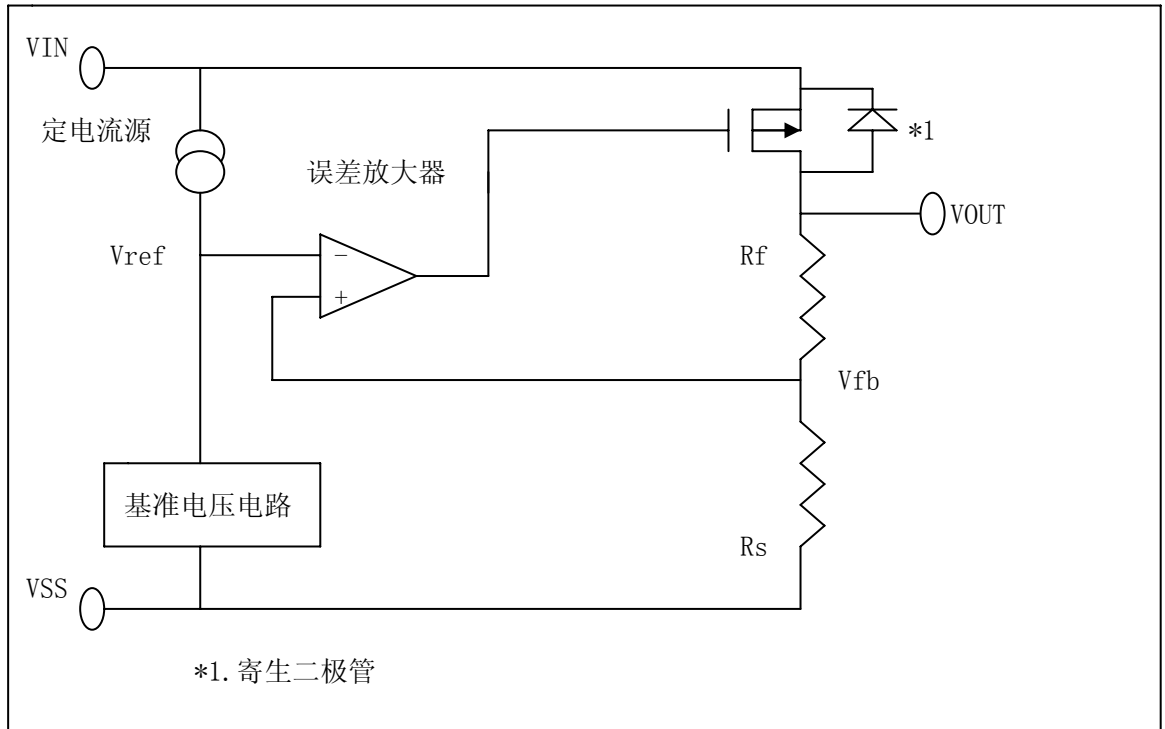 VIN
定电流源
*1
误差放大器
VOUT
Vref
-
Rf
+
Vfb
基准电压电路
Rs
VSS
*1.寄生二极管